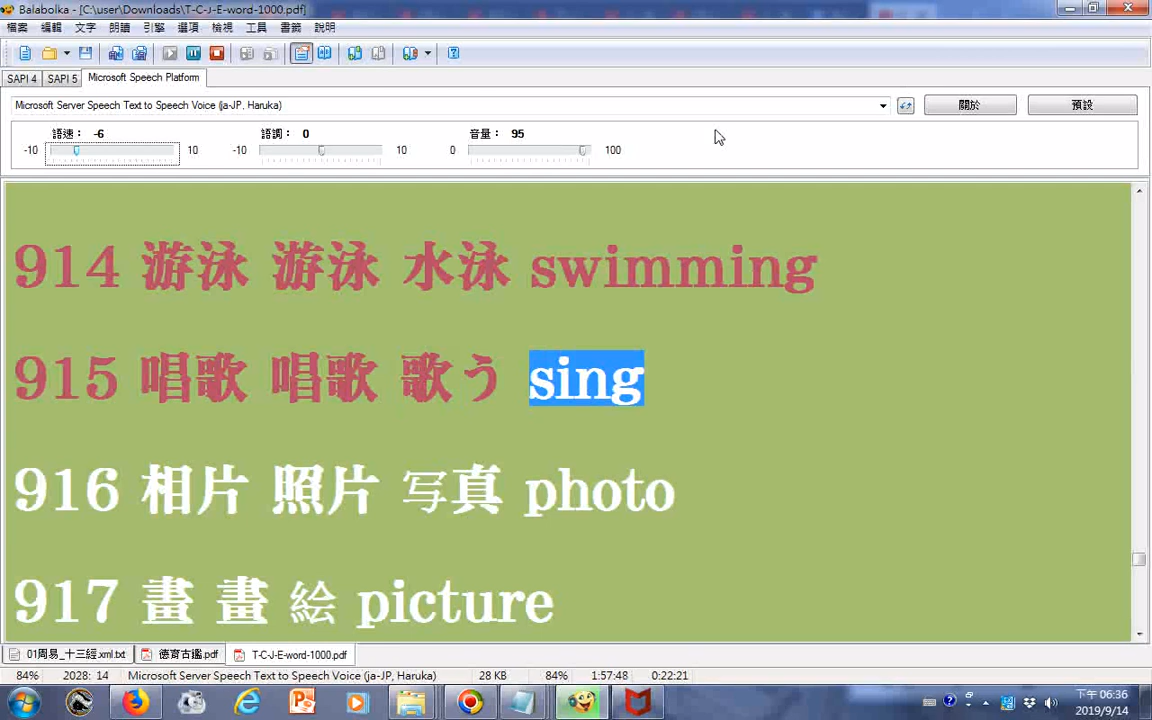 Balabolka - [C:\user\Downloads\T-C-J-E-word-1000.pdf]
檔案 編輯 文字 朗讀 引擎 選項 檢視 工具 書籤 說明
SAPI 4 SAPI 5 Microsoft Speech Platform
Microsoft Server Speech Text to Speech Voice (ja-JP, Haruka) 關於 預設
語速： -6 語調： 0 音量： 95
-10 10 -10 10 0 100
914 游泳 游泳 水泳 swimming
915 唱歌 唱歌 歌う sing
916 相片 照片 写真 photo
917 畫 畫 絵 picture
01周易_十三經.xml.txt 德育古鑑.pdf T-C-J-E-word-1000.pdf
84% 2028: 14 Microsoft Server Speech Text to Speech Voice (ja-JP, Haruka) 28 KB 84% 1:57:48 0:22:21
下午 06:36
2019/9/14